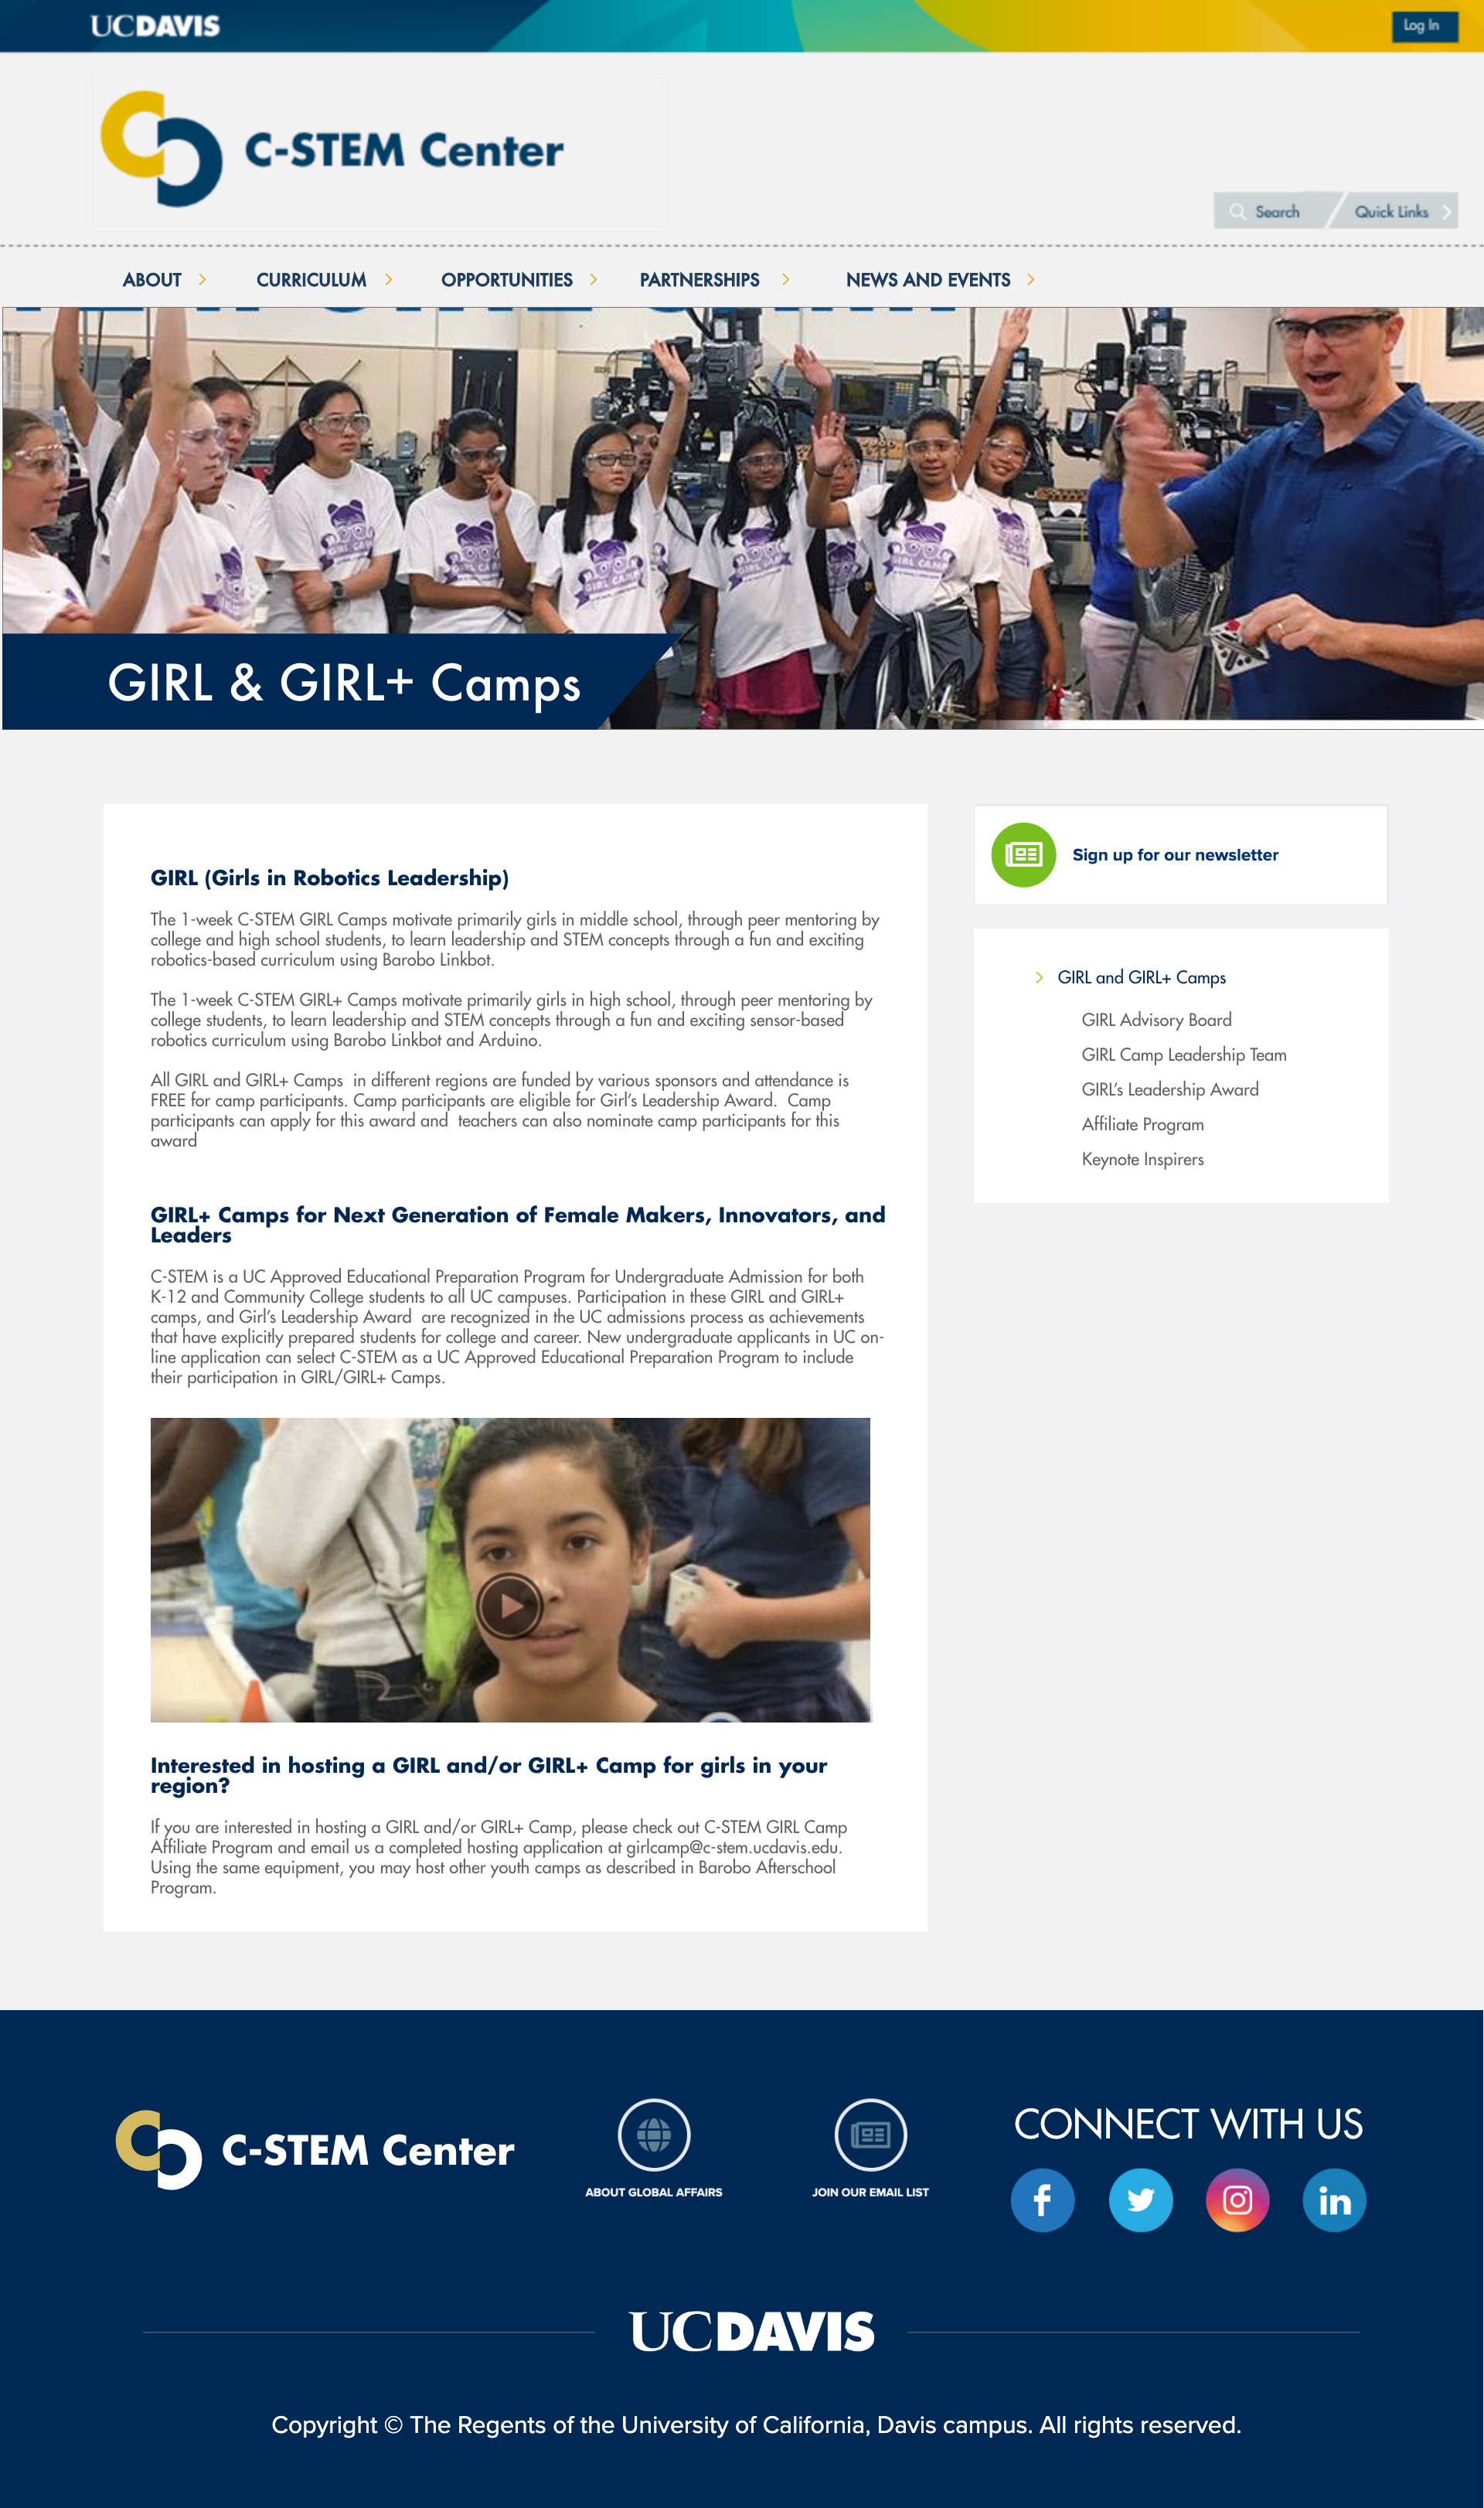 UCDAVIS
Log In
C-STEM Center
Search
Quick Links
ABOUT
CURRICULUM
OPPORTUNITIES
PARTNERSHIPS
NEWS AND EVENTS
GIRL CAMP
GIRL & GIRL+ Camps
GIRL (Girls in Robotics Leadership)
The 1-week C-STEM GIRL Camps motivate primarily girls in middle school, through peer mentoring by
college and high school students, to learn leadership and STEM concepts through a fun and exciting
robotics-based curriculum using Barobo Linkbot.
The 1-week C-STEM GIRL+ Camps motivate primarily girls in high school, through peer mentoring by
college students, to learn leadership and STEM concepts through a fun and exciting sensor-based
robotics curriculum using Barobo Linkbot and Arduino.
All GIRL and GIRL+ Camps  in different regions are funded by various sponsors and attendance is
FREE for camp participants. Camp participants are eligible for Girl's Leadership Award.  Camp
participants can apply for this award and  teachers can also nominate camp participants for this
award
GIRL+ Camps for Next Generation of Female Makers, Innovators, and
Leaders
C-STEM is a UC Approved Educational Preparation Program for Undergraduate Admission for both
K-12 and Community College students to all UC campuses. Participation in these GIRL and GIRL+
camps, and Girl's Leadership Award  are recognized in the UC admissions process as achievements
that have explicitly prepared students for college and career. New undergraduate applicants in UC on-
line application can select C-STEM as a UC Approved Educational Preparation Program to include
their participation in GIRL/GIRL+ Camps.
Interested in hosting a GIRL and/or GIRL+ Camp for girls in your
region?
If you are interested in hosting a GIRL and/or GIRL+ Camp, please check out C-STEM GIRL Camp
Affiliate Program and email us a completed hosting application at girlcamp@c-stem.ucdavis.edu.
Using the same equipment, you may host other youth camps as described in Barobo Afterschool
Program.
Sign up for our newsletter
GIRL and GIRL+ Camps
GIRL Advisory Board
GIRL Camp Leadership Team
GIRL's Leadership Award
Affiliate Program
Keynote Inspirers
C-STEM Center
ABOUT GLOBAL AFFAIRS
JOIN OUR EMAIL LIST
CONNECT WITH US
UCDAVIS
Copyright © The Regents of the University of California, Davis campus. All rights reserved.